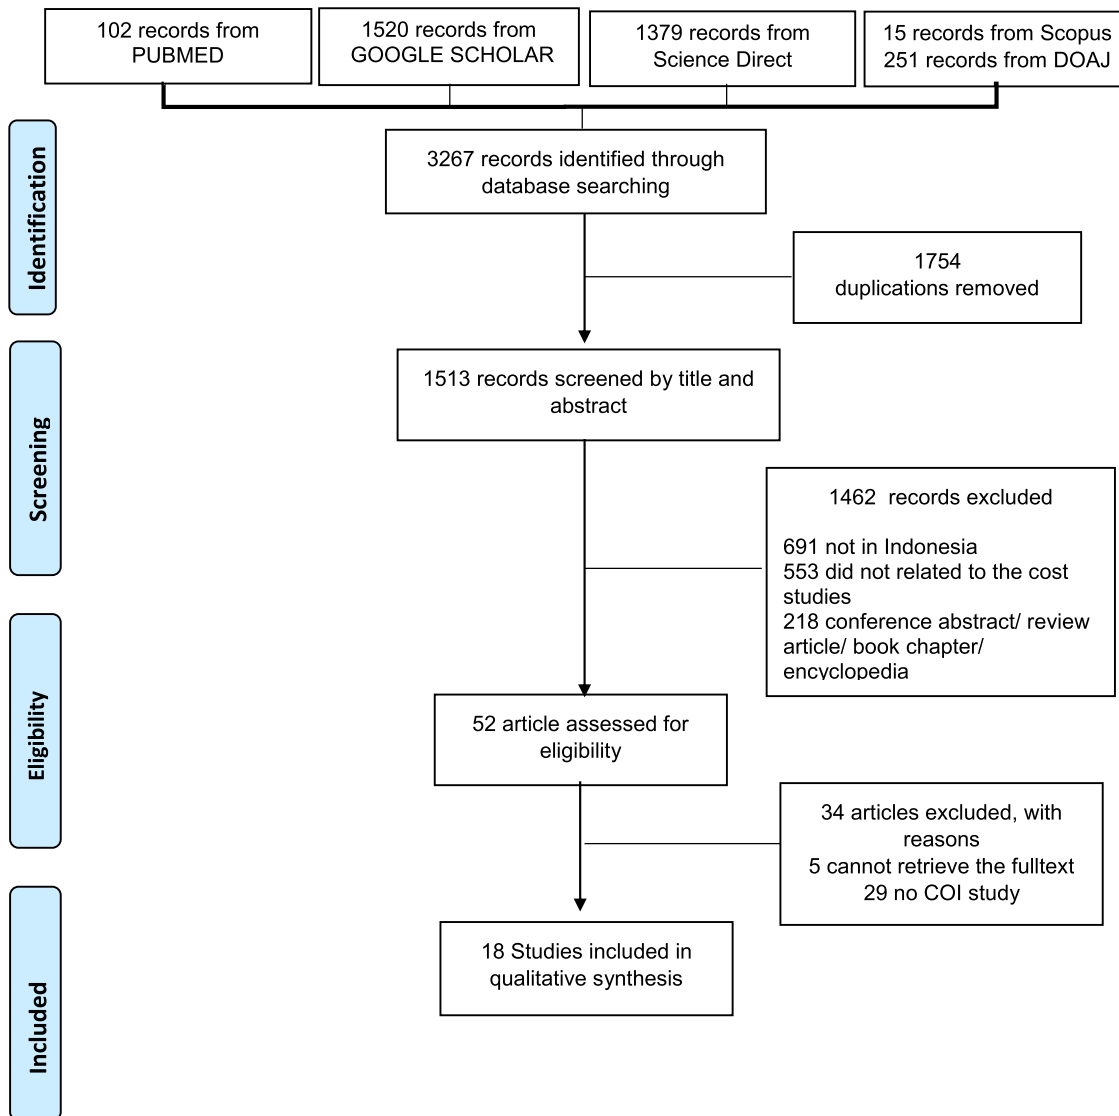 102 records from
PUBMED
1520 records from
GOOGLE SCHOLAR
1379 records from
Science Direct
15 records from Scopus
251 records from DOAJ
Identification
3267 records identified through
database searching
1754
duplications removed
Screening
1513 records screened by title and
abstract
1462 records excluded
691 not in Indonesia
553 did not related to the cost
studies
218 conference abstract/ review
article/ book chapter/
encyclopedia
Eligibility
52 article assessed for
eligibility
34 articles excluded, with
reasons
5 cannot retrieve the fulltext
29 no COI study
Included
18 Studies included in
qualitative synthesis